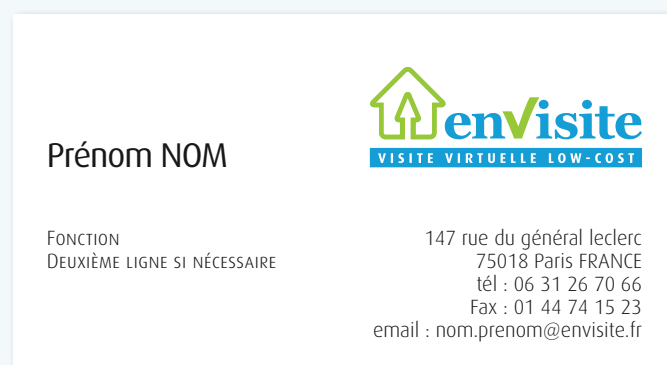 enVisite
VISITE VIRTUELLE LOW-COST
Prénom NOM
Fonction
Deuxième ligne si nécessaire
147 rue du général leclerc
75018 Paris FRANCE
tél : 06 31 26 70 66
Fax : 01 44 74 15 23
email : nom.prenom@envisite.fr